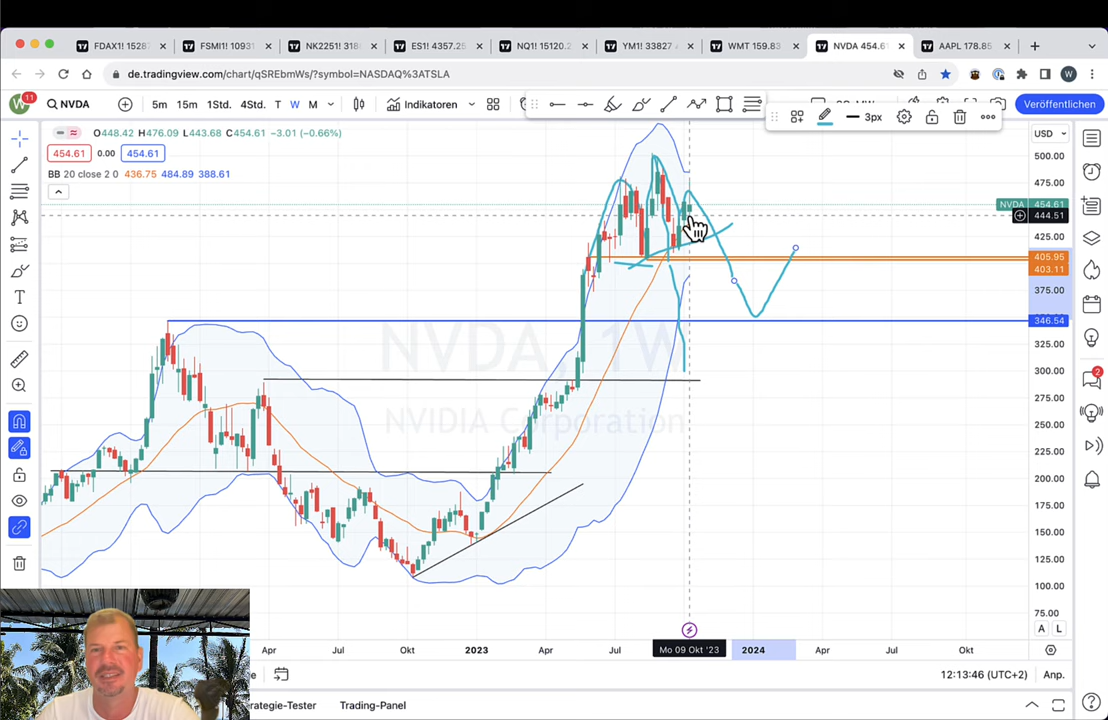 FDAX1! 1528
FSMI1! 10931
NK2251! 318
ES1! 4357.25
NQ1! 15120.2
YM1! 33827
WMT 159.83
NVDA 454.61
AAPL 178.85
de.tradingview.com/chart/qSREbmWs/?symbol=NASDAQ%3ATSLA
W
W
11
NVDA
5m 15m 1Std. 4Std. T W M
Indikatoren
Veröffentlichen
3px
O448.42 H476.09 L443.68 C454.61 −3.01 (−0.66%)
454.61 0.00 454.61
BB 20 close 2 0 436.75 484.89 388.61
USD
500.00
475.00
NVDA 454.61
444.51
425.00
405.95
403.11
375.00
346.54
325.00
300.00
275.00
250.00
225.00
200.00
175.00
150.00
125.00
100.00
75.00
NVDA, 1W
NVIDIA Corporation
2
A L
Apr Jul Okt 2023 Apr Jul Mo 09 Okt '23 2024 Apr Jul Okt
12:13:46 (UTC+2) Anp.
rategie-Tester Trading-Panel